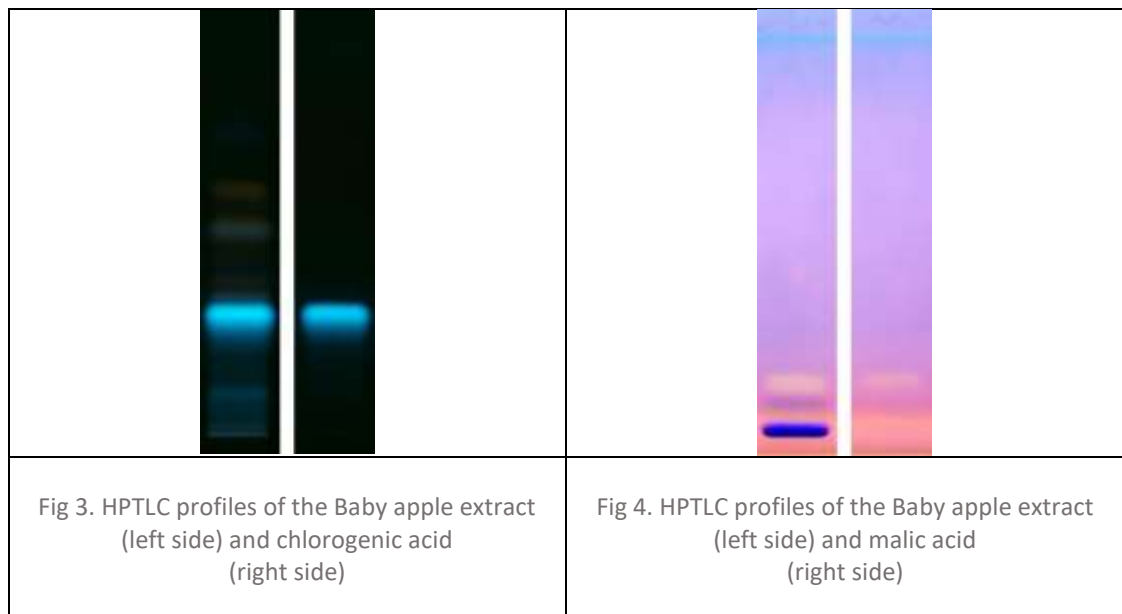 Fig 3. HPTLC profiles of the Baby apple extract
(left side) and chlorogenic acid
(right side)
Fig 4. HPTLC profiles of the Baby apple extract
(left side) and malic acid
(right side)